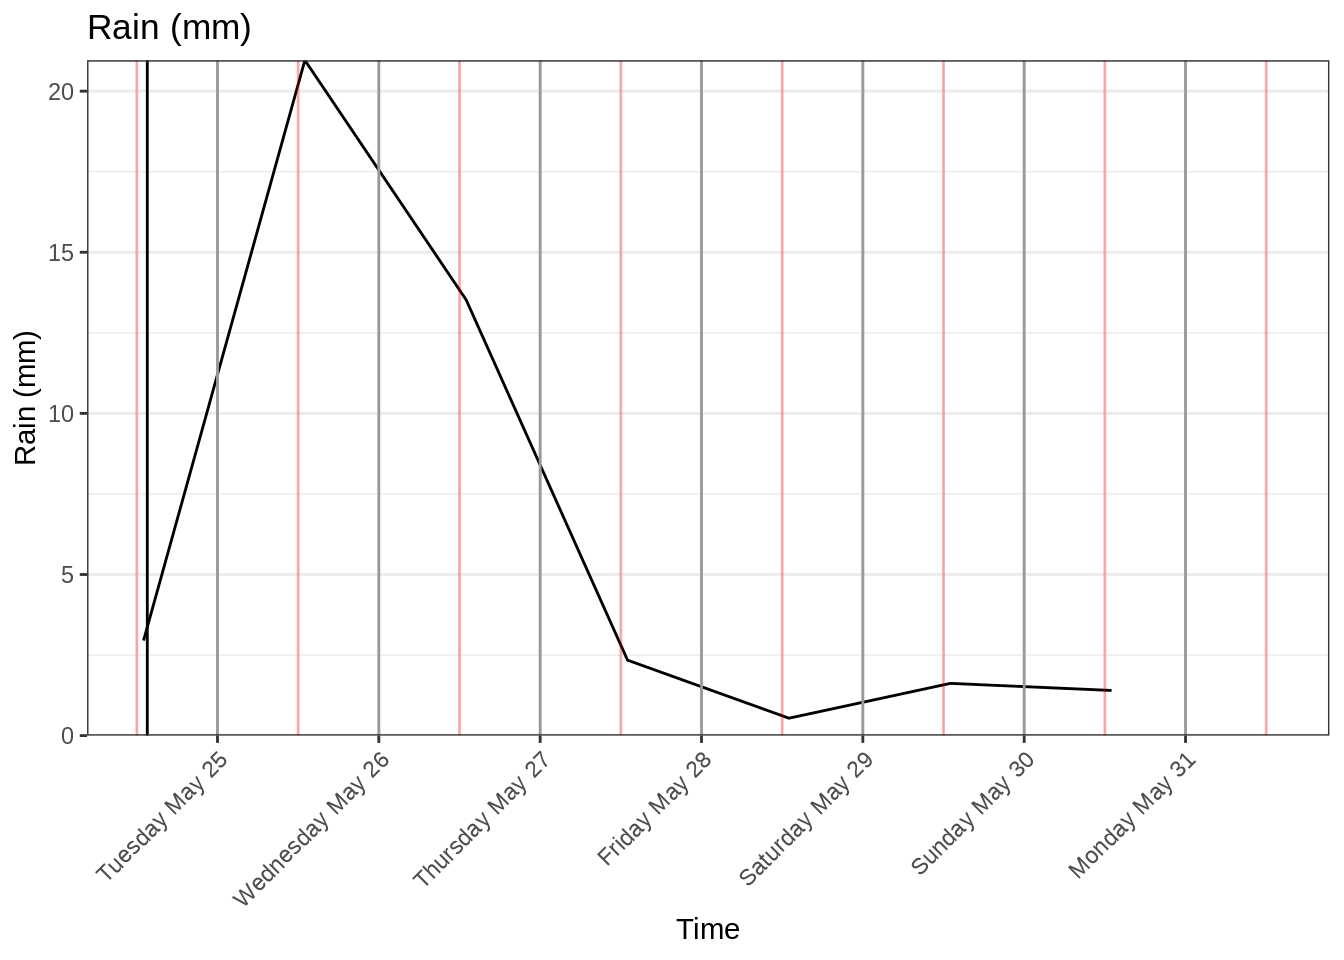 Rain (mm)
Rain (mm)
20
15
10
5
0
Tuesday May 25
Wednesday May 26
Thursday May 27
Friday May 28
Saturday May 29
Sunday May 30
Monday May 31
Time